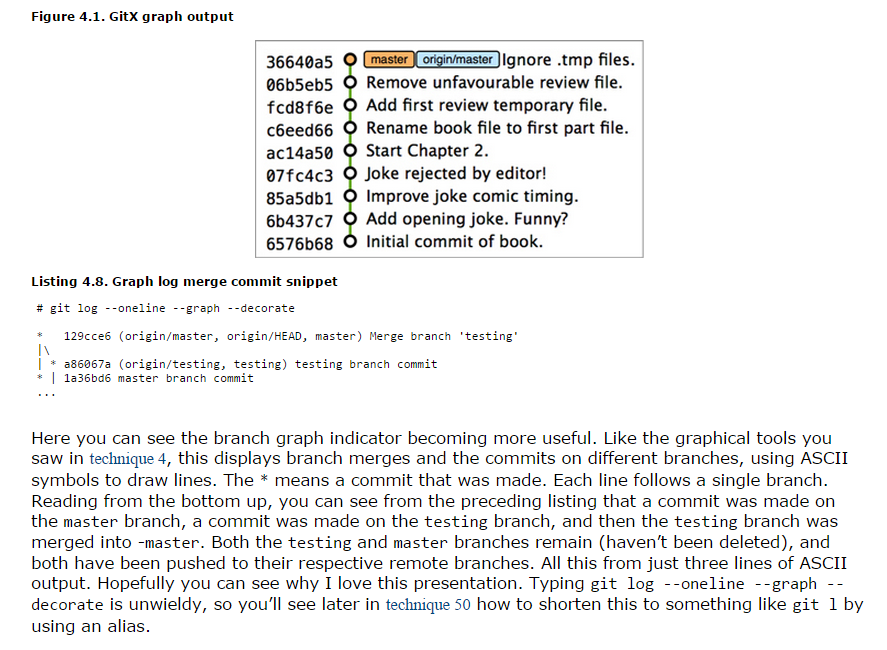 Figure 4.1. GitX graph output
36640a5 master origin/master Ignore .tmp files.
06b5eb5 Remove unfavourable review file.
fcd8f6e Add first review temporary file.
c6eed66 Rename book file to first part file.
ac14a50 Start Chapter 2.
07fc4c3 Joke rejected by editor!
85a5db1 Improve joke comic timing.
6b437c7 Add opening joke. Funny?
6576b68 Initial commit of book.
Listing 4.8. Graph log merge commit snippet
# git log --oneline --graph --decorate
*   129cce6 (origin/master, origin/HEAD, master) Merge branch 'testing'
|\
| * a86067a (origin/testing, testing) testing branch commit
* | 1a36bd6 master branch commit
...
Here you can see the branch graph indicator becoming more useful. Like the graphical tools you
saw in technique 4, this displays branch merges and the commits on different branches, using ASCII
symbols to draw lines. The * means a commit that was made. Each line follows a single branch.
Reading from the bottom up, you can see from the preceding listing that a commit was made on
the master branch, a commit was made on the testing branch, and then the testing branch was
merged into -master. Both the testing and master branches remain (haven't been deleted), and
both have been pushed to their respective remote branches. All this from just three lines of ASCII
output. Hopefully you can see why I love this presentation. Typing git log --oneline --graph --
decorate is unwieldy, so you'll see later in technique 50 how to shorten this to something like git l by
using an alias.